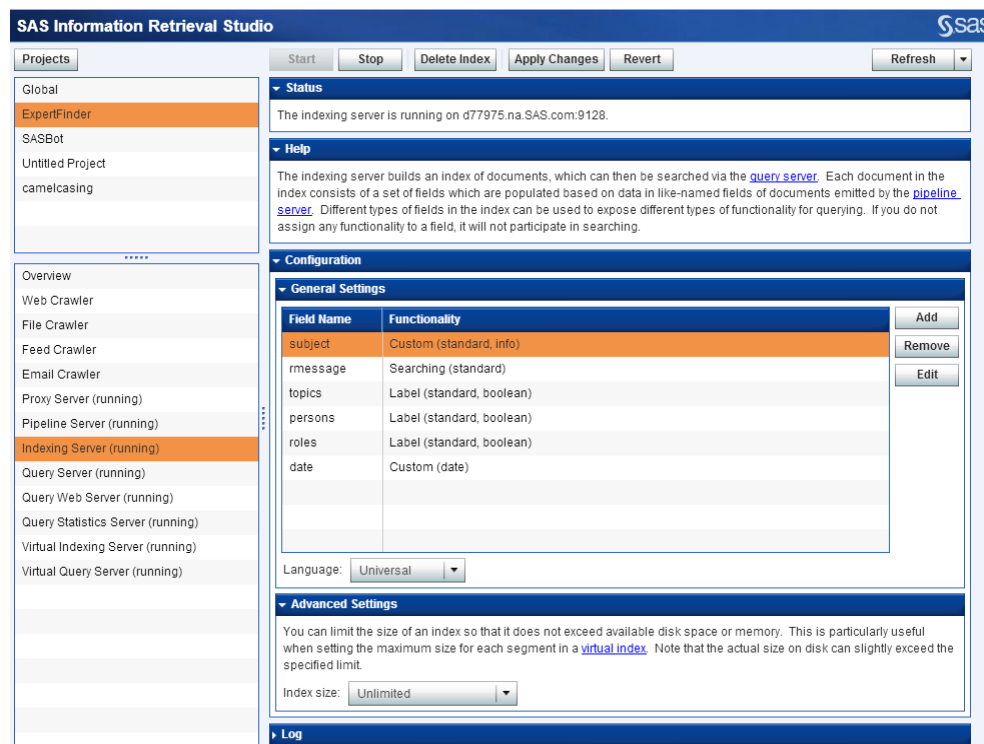 SAS Information Retrieval Studio
sas
Projects
Start
Stop
Delete Index
Apply Changes
Revert
Refresh
Global
ExpertFinder
SASBot
Untitled Project
camelcasing
Overview
Web Crawler
File Crawler
Feed Crawler
Email Crawler
Proxy Server (running)
Pipeline Server (running)
Indexing Server (running)
Query Server (running)
Query Web Server (running)
Query Statistics Server (running)
Virtual Indexing Server (running)
Virtual Query Server (running)
Status
The indexing server is running on d77975.na.SAS.com:9128.
Help
The indexing server builds an index of documents, which can then be searched via the query server. Each document in the
index consists of a set of fields which are populated based on data in like-named fields of documents emitted by the pipeline
server. Different types of fields in the index can be used to expose different types of functionality for querying. If you do not
assign any functionality to a field, it will not participate in searching.
Configuration
General Settings
Field Name Functionality
subject Custom (standard, info)
rmessage Searching (standard)
topics Label (standard, boolean)
persons Label (standard, boolean)
roles Label (standard, boolean)
date Custom (date)
Add
Remove
Edit
Language: Universal
Advanced Settings
You can limit the size of an index so that it does not exceed available disk space or memory. This is particularly useful
when setting the maximum size for each segment in a virtual index. Note that the actual size on disk can slightly exceed the
specified limit.
Index size: Unlimited
Log